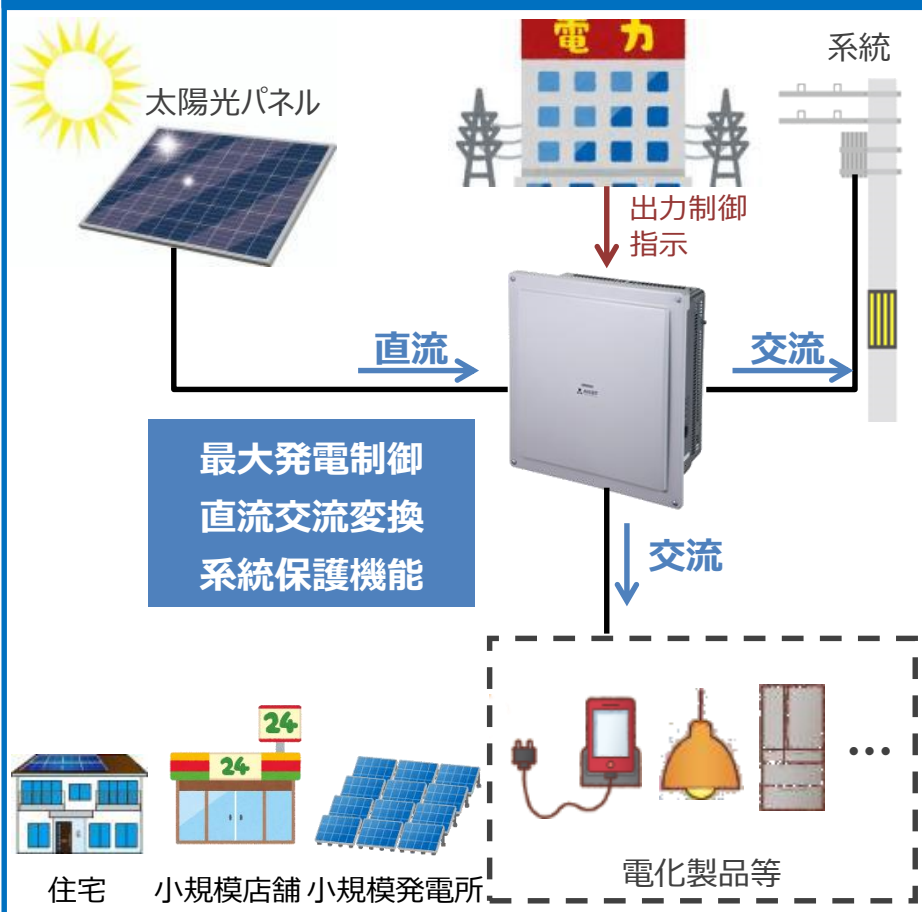 電力
系統
太陽光パネル
出力制御
指示
直流
交流
最大発電制御
直流交流変換
系統保護機能
交流
24
24
電化製品等
住宅
小規模店舗
小規模発電所